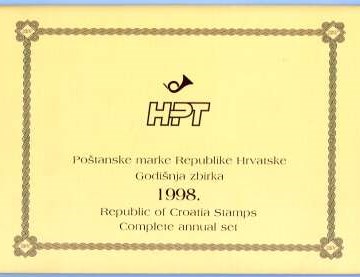 HPT
Poštanske marke Republike Hrvatske
Godišnja zbirka
1998.
Republic of Croatia Stamps
Complete annual set